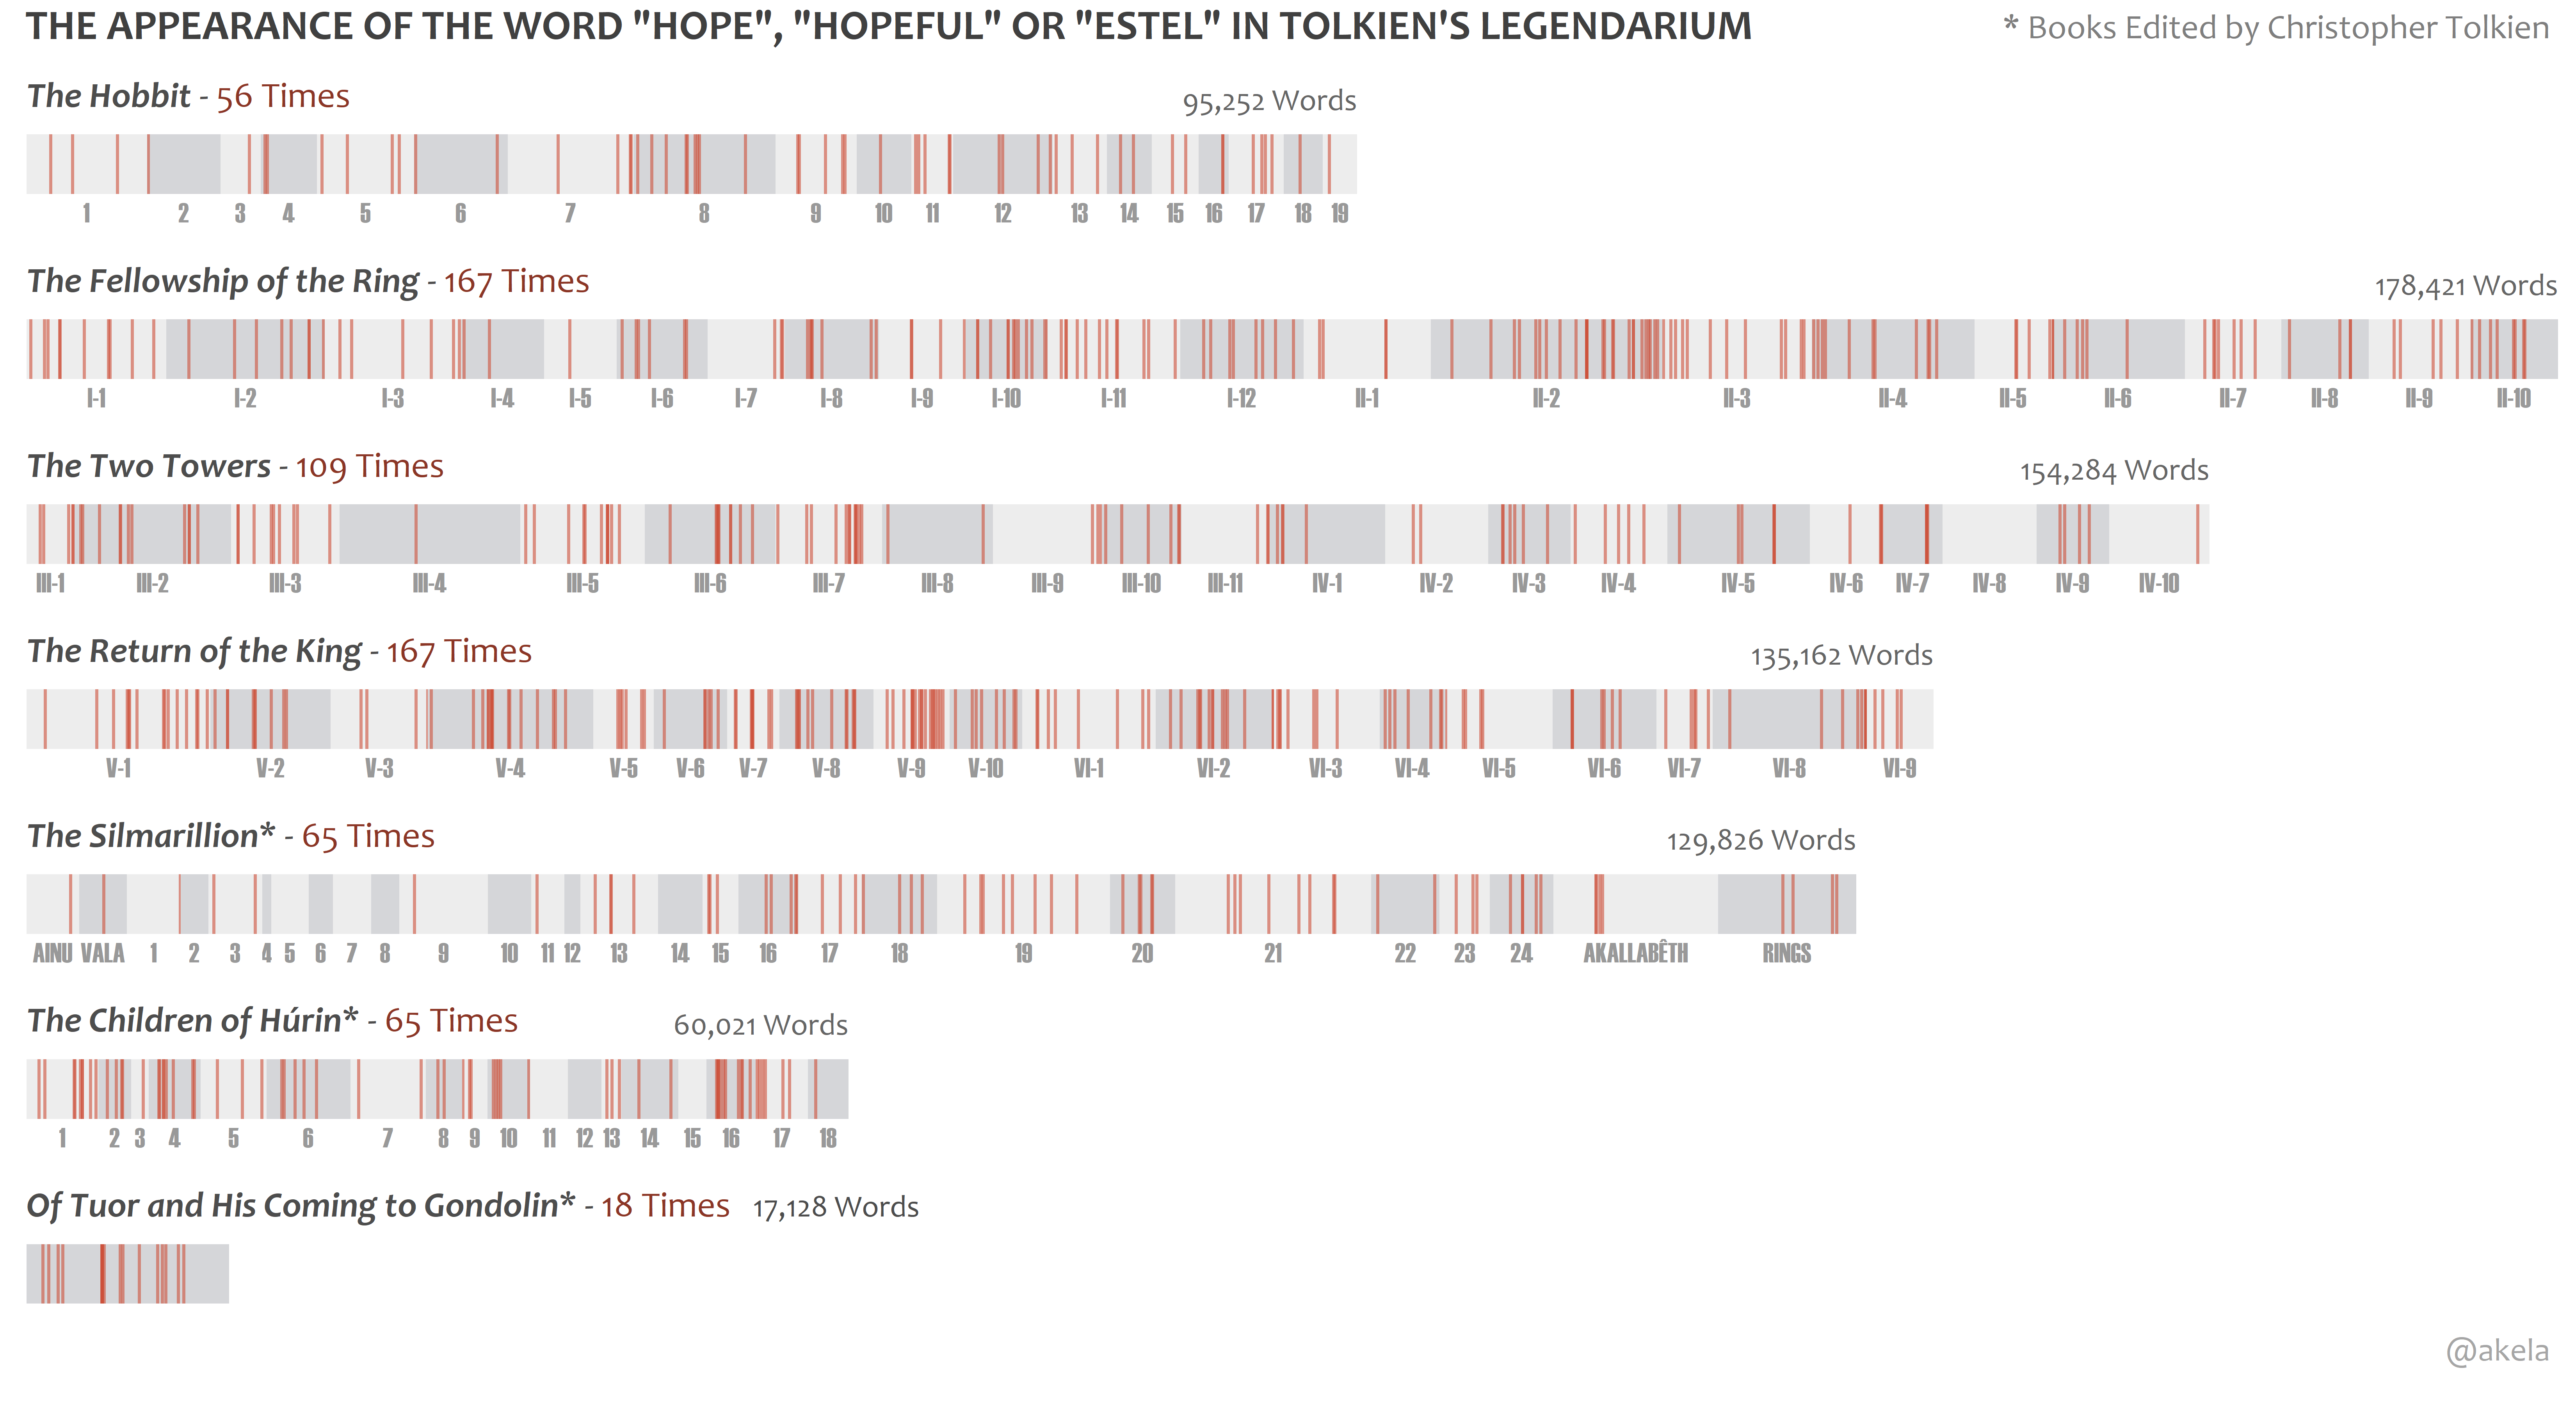 THE APPEARANCE OF THE WORD "HOPE", "HOPEFUL" OR "ESTEL" IN TOLKIEN'S LEGENDARIUM
* Books Edited by Christopher Tolkien
The Hobbit - 56 Times
95,252 Words
1 2 3 4 5 6 7 8 9 10 11 12 13 14 15 16 17 18 19
The Fellowship of the Ring - 167 Times
178,421 Words
I-1 I-2 I-3 I-4 I-5 I-6 I-7 I-8 I-9 I-10 I-11 I-12 II-1 II-2 II-3 II-4 II-5 II-6 II-7 II-8 II-9 II-10
The Two Towers - 109 Times
154,284 Words
III-1 III-2 III-3 III-4 III-5 III-6 III-7 III-8 III-9 III-10 III-11 IV-1 IV-2 IV-3 IV-4 IV-5 IV-6 IV-7 IV-8 IV-9 IV-10
The Return of the King - 167 Times
135,162 Words
V-1 V-2 V-3 V-4 V-5 V-6 V-7 V-8 V-9 V-10 VI-1 VI-2 VI-3 VI-4 VI-5 VI-6 VI-7 VI-8 VI-9
The Silmarillion* - 65 Times
129,826 Words
AINU VALA 1 2 3 4 5 6 7 8 9 10 11 12 13 14 15 16 17 18 19 20 21 22 23 24 AKALLABÊTH RINGS
The Children of Húrin* - 65 Times
60,021 Words
1 2 3 4 5 6 7 8 9 10 11 12 13 14 15 16 17 18
Of Tuor and His Coming to Gondolin* - 18 Times
17,128 Words
@akela